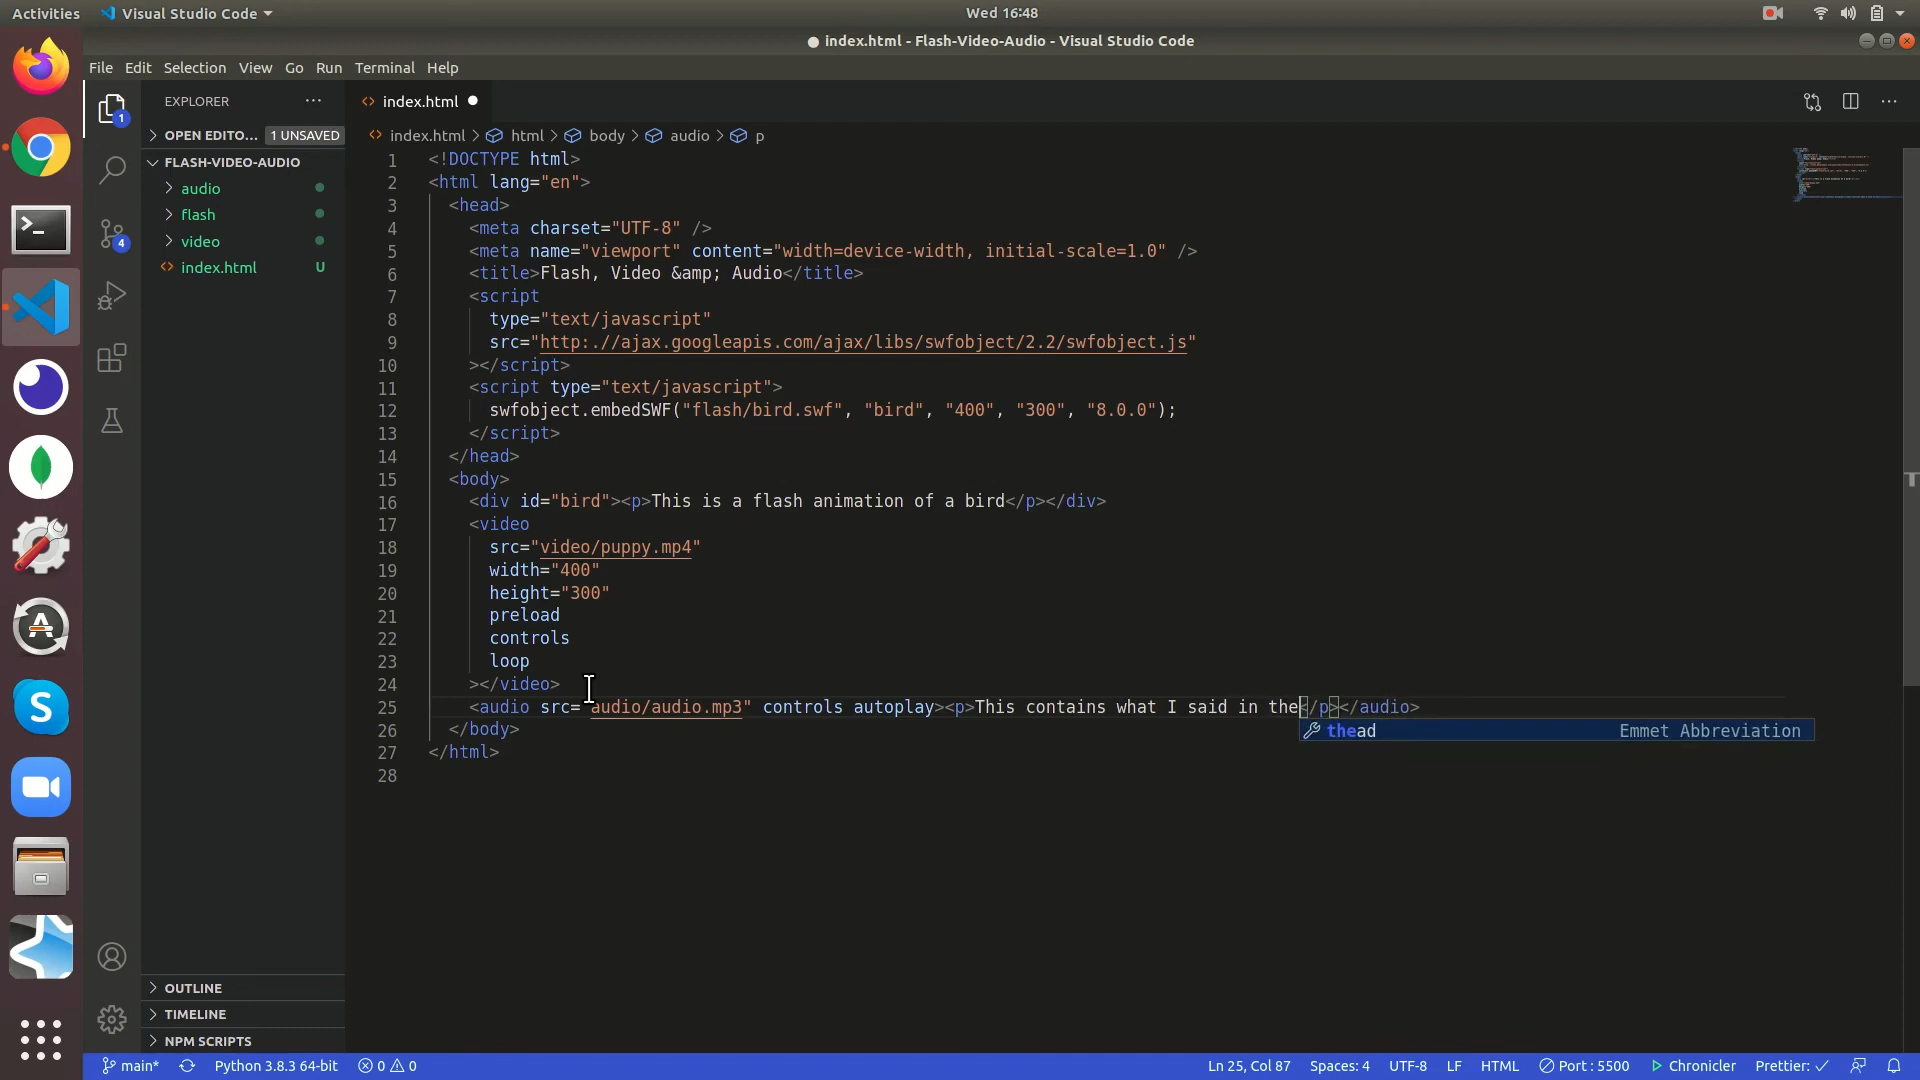 Activities Visual Studio Code Wed 16:48
index.html - Flash-Video-Audio - Visual Studio Code
File Edit Selection View Go Run Terminal Help
EXPLORER ··· index.html
OPEN EDITO... 1 UNSAVED index.html > html > body > audio > p
FLASH-VIDEO-AUDIO
audio
flash
video
index.html U
1 <!DOCTYPE html>
2 <html lang="en">
3 <head>
4 <meta charset="UTF-8" />
5 <meta name="viewport" content="width=device-width, initial-scale=1.0" />
6 <title>Flash, Video &amp; Audio</title>
7 <script
8 type="text/javascript"
9 src="http:.//ajax.googleapis.com/ajax/libs/swfobject/2.2/swfobject.js"
10 ></script>
11 <script type="text/javascript">
12 swfobject.embedSWF("flash/bird.swf", "bird", "400", "300", "8.0.0");
13 </script>
14 </head>
15 <body>
16 <div id="bird"><p>This is a flash animation of a bird</p></div>
17 <video
18 src="video/puppy.mp4"
19 width="400"
20 height="300"
21 preload
22 controls
23 loop
24 ></video>
25 <audio src="audio/audio.mp3" controls autoplay><p>This contains what I said in the</p></audio>
thead Emmet Abbreviation
26 </body>
27 </html>
28
1
4
OUTLINE
TIMELINE
NPM SCRIPTS
main* Python 3.8.3 64-bit 0 0 Ln 25, Col 87 Spaces: 4 UTF-8 LF HTML Port : 5500 Chronicler Prettier: ✓